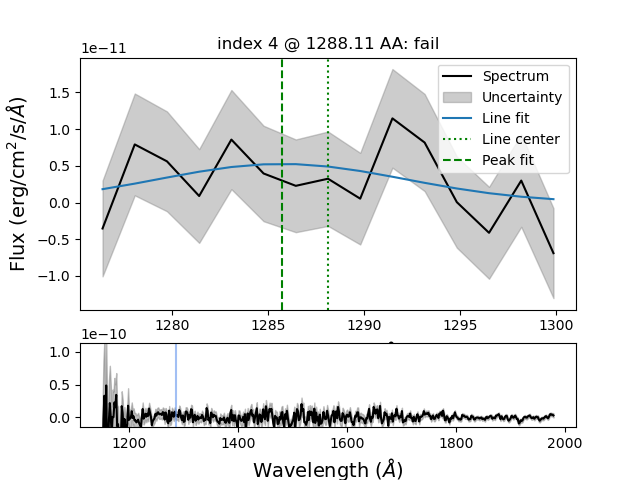 index 4 @ 1288.11 AA: fail
1e−11
Flux (erg/cm²/s/Å)
1.5
1.0
0.5
0.0
−0.5
−1.0
Spectrum
Uncertainty
Line fit
Line center
Peak fit
1280
1285
1290
1295
1300
1e−10
1.0
0.5
0.0
1200
1400
1600
1800
2000
Wavelength (Å)